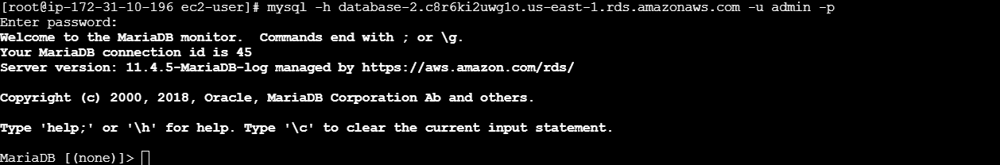 [root@ip-172-31-10-196 ec2-user]# mysql -h database-2.c8r6ki2uwg1o.us-east-1.rds.amazonaws.com -u admin -p
Enter password:
Welcome to the MariaDB monitor.  Commands end with ; or \g.
Your MariaDB connection id is 45
Server version: 11.4.5-MariaDB-log managed by https://aws.amazon.com/rds/
Copyright (c) 2000, 2018, Oracle, MariaDB Corporation Ab and others.
Type 'help;' or '\h' for help. Type '\c' to clear the current input statement.
MariaDB [(none)]>